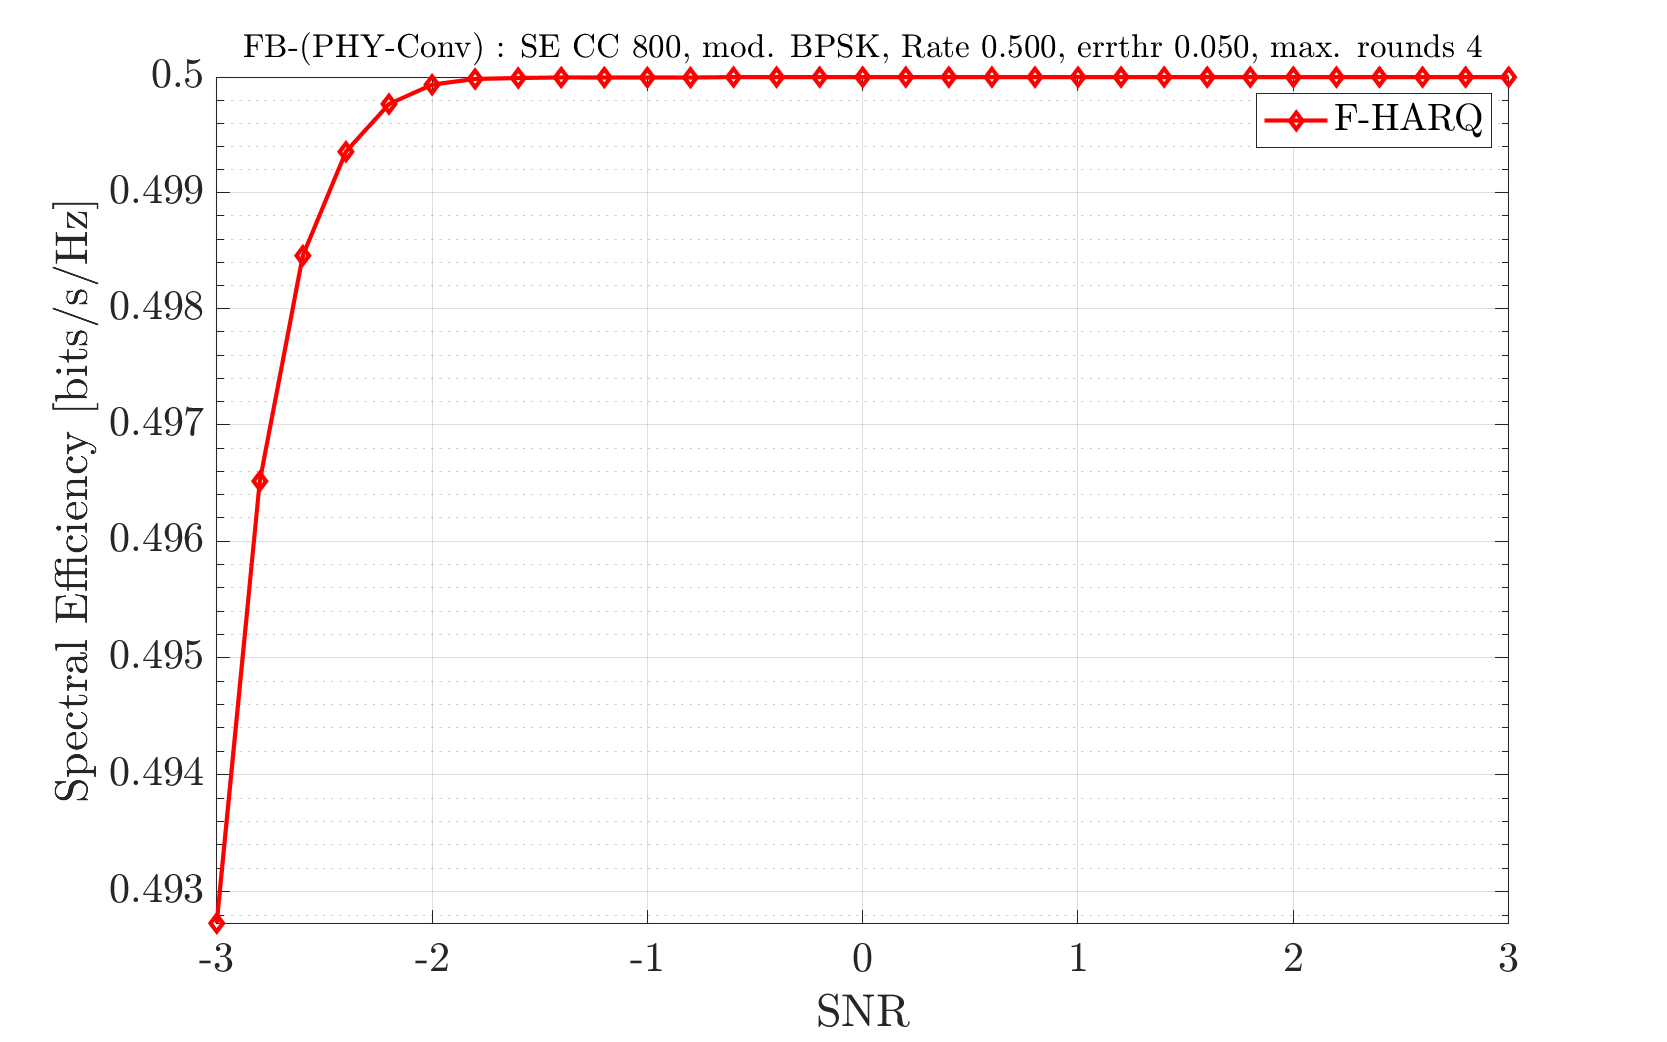 FB-(PHY-Conv) : SE CC 800, mod. BPSK, Rate 0.500, errthr 0.050, max. rounds 4
F-HARQ
Spectral Efficiency [bits/s/Hz]
0.5
0.499
0.498
0.497
0.496
0.495
0.494
0.493
-3 -2 -1 0 1 2 3
SNR